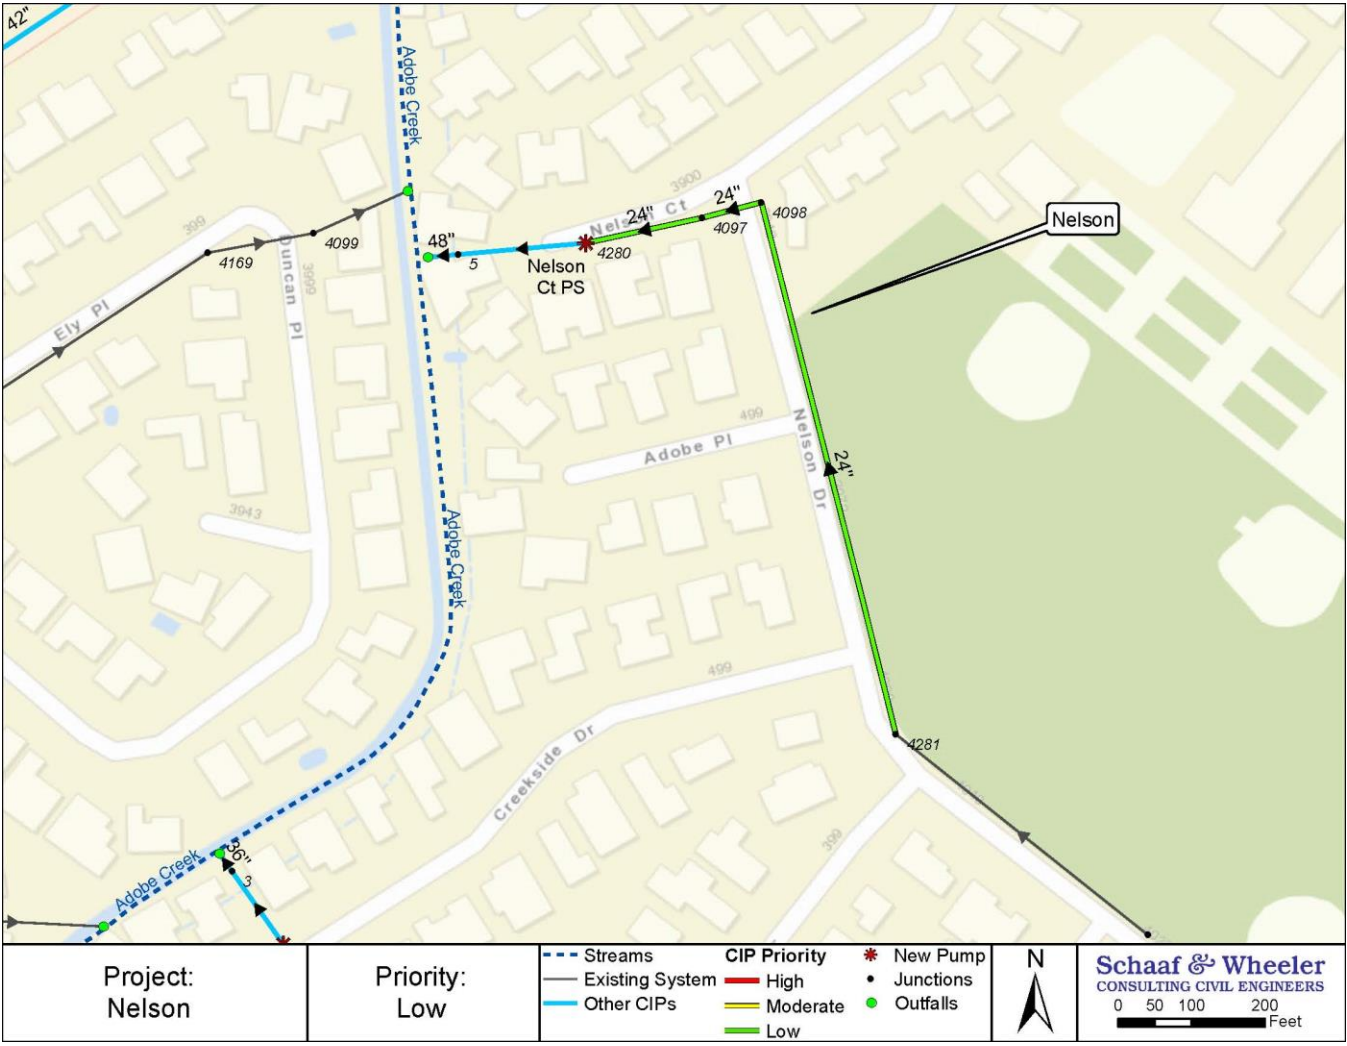 42"
Adobe Creek
3900
24"
4098
24"
Nelson Ct
4097
Nelson
399
4099
48"
4280
4169
5
Nelson
Ct PS
Duncan Pl
3999
Ely Pl
499
Adobe Pl
Nelson Dr
24"
3943
Adobe Creek
499
4281
Creekside Dr
399
36"
3
Adobe Creek
Project:
Nelson
Priority:
Low
Streams
Existing System
Other CIPs
CIP Priority
High
Moderate
Low
New Pump
Junctions
Outfalls
N
Schaaf & Wheeler
CONSULTING CIVIL ENGINEERS
0 50 100 200
Feet